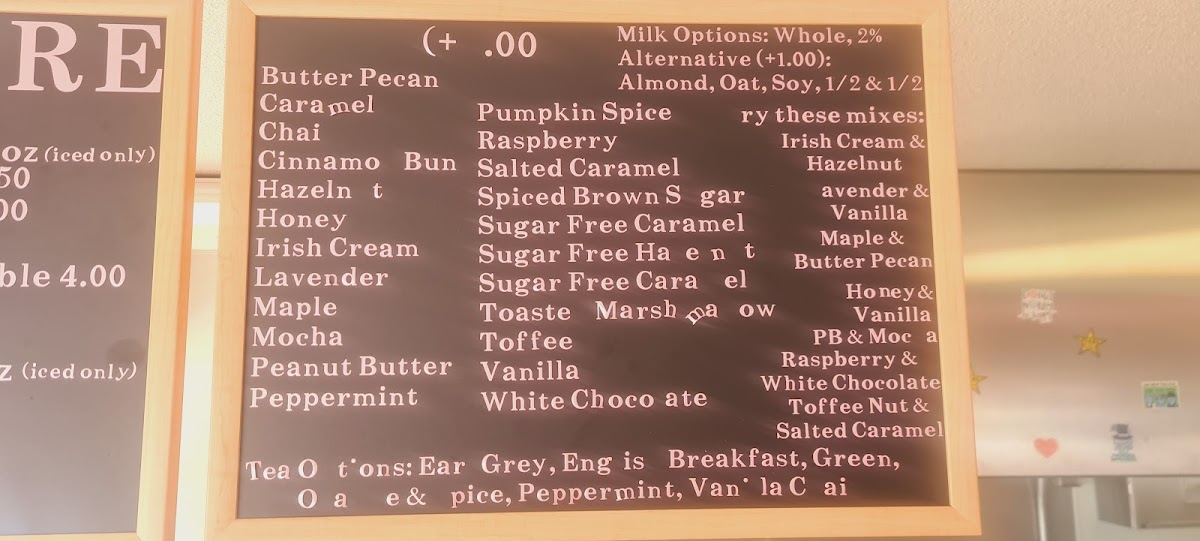 RE
OZ (iced only)
50
00
ble 4.00
Z (iced only)
(+ .00
Milk Options: Whole, 2%
Alternative (+1.00):
Almond, Oat, Soy, 1/2 & 1/2
Butter Pecan
Caramel
Chai
Cinnamo Bun
Hazeln t
Honey
Irish Cream
Lavender
Maple
Mocha
Peanut Butter
Peppermint
Pumpkin Spice
Raspberry
Salted Caramel
Spiced Brown S gar
Sugar Free Caramel
Sugar Free Ha e n t
Sugar Free Cara el
Toaste Marsh ma ow
Toffee
Vanilla
White Choco ate
ry these mixes:
Irish Cream &
Hazelnut
avender &
Vanilla
Maple &
Butter Pecan
Honey &
Vanilla
PB & Moc a
Raspberry &
White Chocolate
Toffee Nut &
Salted Caramel
Tea O t'ons: Ear Grey, Eng is Breakfast, Green,
O a e & pice, Peppermint, Van' la C ai